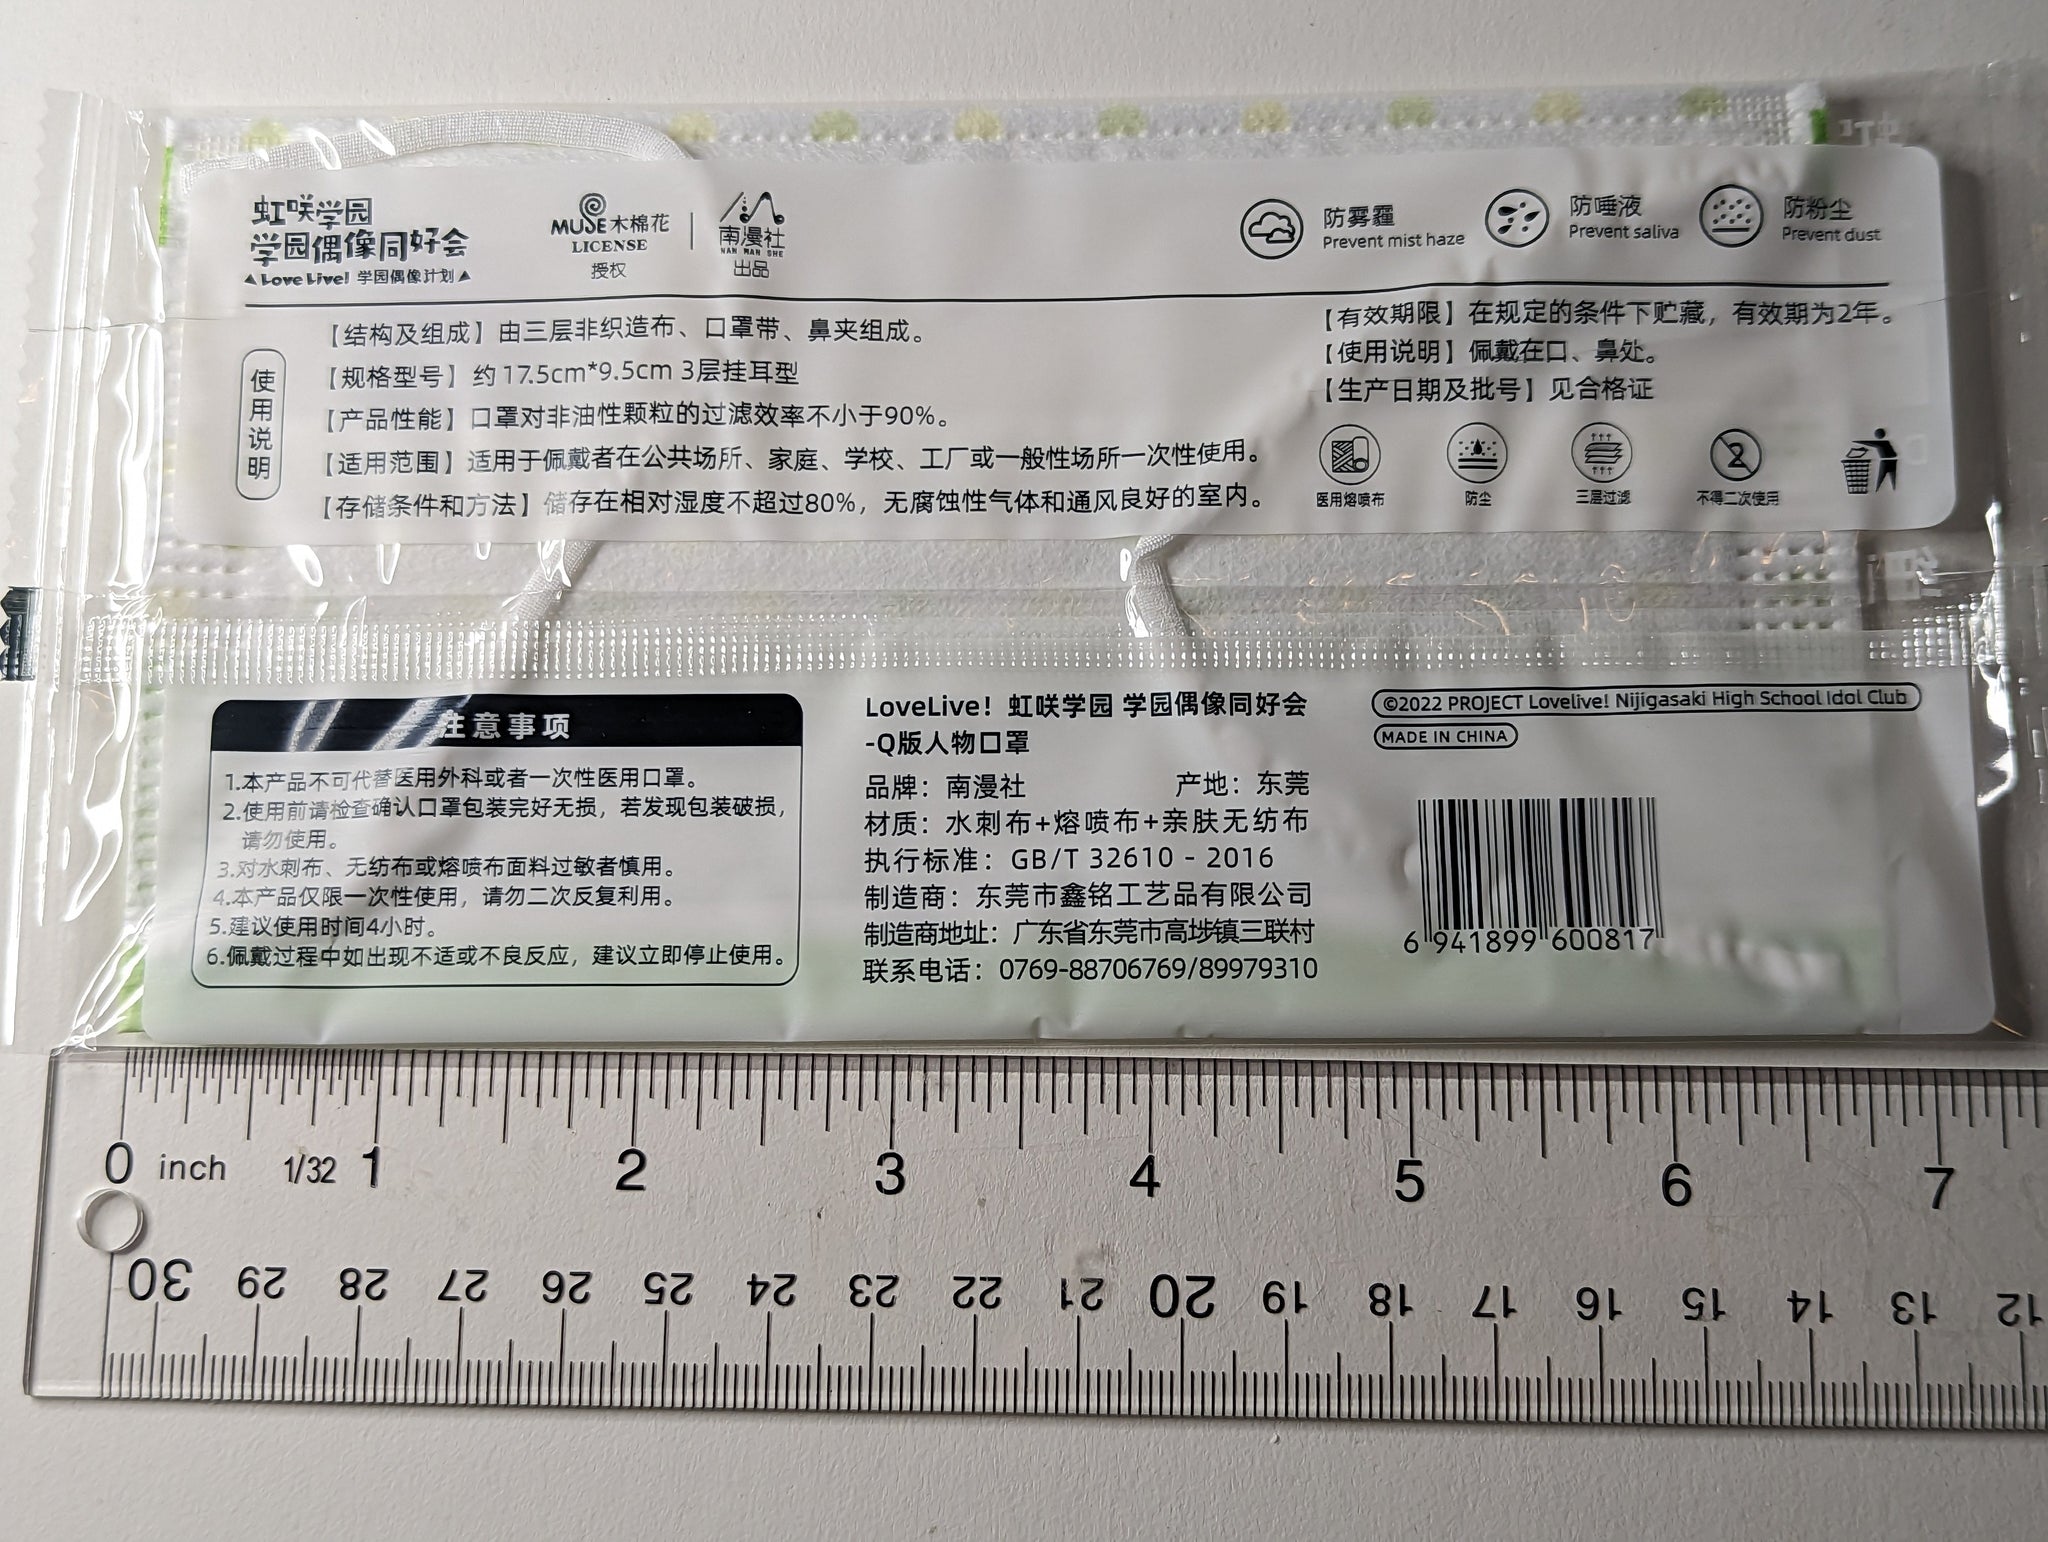 虹咲学园
学园偶像同好会
LoveLive! 学园偶像计划
MUSE木棉花
LICENSE
授权
南漫社
NAN MAN SHE
出品
防雾霾
Prevent mist haze
防唾液
Prevent saliva
防粉尘
Prevent dust
使用说明
【结构及组成】由三层非织造布、口罩带、鼻夹组成。
【规格型号】约17.5cm*9.5cm 3层挂耳型
【产品性能】口罩对非油性颗粒的过滤效率不小于90%。
【适用范围】适用于佩戴者在公共场所、家庭、学校、工厂或一般性场所一次性使用。
【存储条件和方法】储存在相对湿度不超过80%，无腐蚀性气体和通风良好的室内。
【有效期限】在规定的条件下贮藏，有效期为2年。
【使用说明】佩戴在口、鼻处。
【生产日期及批号】见合格证
医用熔喷布
防尘
三层过滤
2
不得二次使用
注意事项
1.本产品不可代替医用外科或者一次性医用口罩。
2.使用前请检查确认口罩包装完好无损，若发现包装破损，
请勿使用。
3.对水刺布、无纺布或熔喷布面料过敏者慎用。
4.本产品仅限一次性使用，请勿二次反复利用。
5.建议使用时间4小时。
6.佩戴过程中如出现不适或不良反应，建议立即停止使用。
LoveLive！虹咲学园 学园偶像同好会
-Q版人物口罩
品牌：南漫社 产地：东莞
材质：水刺布+熔喷布+亲肤无纺布
执行标准：GB/T 32610 - 2016
制造商：东莞市鑫铭工艺品有限公司
制造商地址：广东省东莞市高埗镇三联村
联系电话：0769-88706769/89979310
©2022 PROJECT Lovelive! Nijigasaki High School Idol Club
MADE IN CHINA
6 941899 600817
0 inch 1/32 1 2 3 4 5 6 7
30 29 28 27 26 25 24 23 22 21 20 19 18 17 16 15 14 13 12